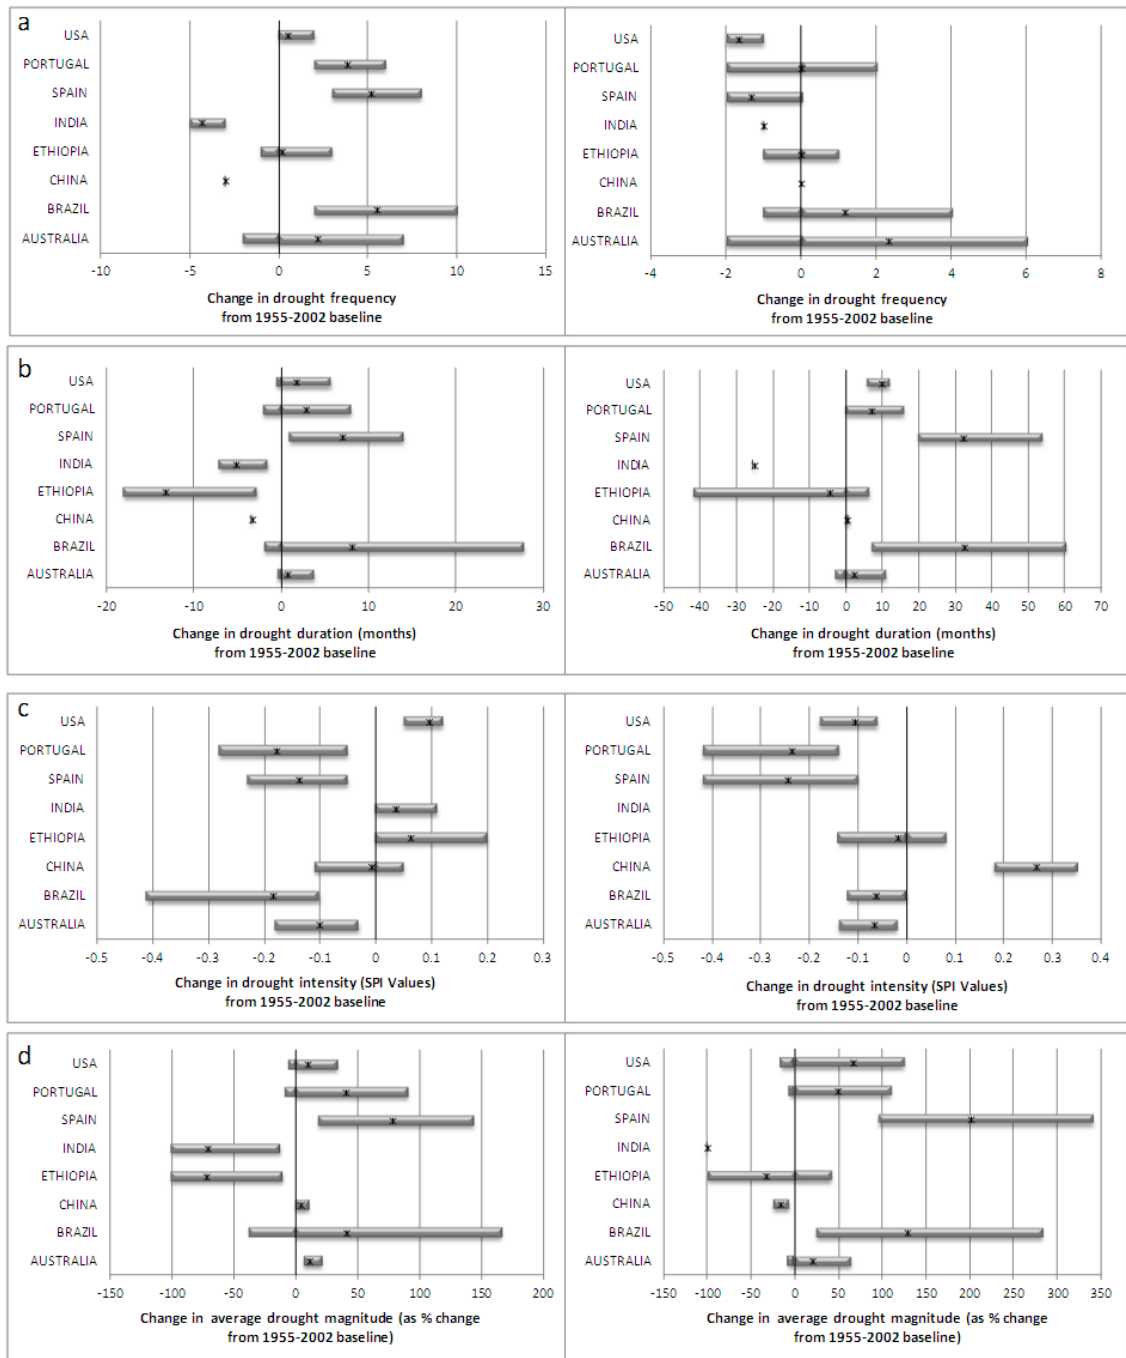 a
USA
PORTUGAL
SPAIN
INDIA
ETHIOPIA
CHINA
BRAZIL
AUSTRALIA
-10 -5 0 5 10 15
Change in drought frequency
from 1955-2002 baseline
USA
PORTUGAL
SPAIN
INDIA
ETHIOPIA
CHINA
BRAZIL
AUSTRALIA
-4 -2 0 2 4 6 8
Change in drought frequency
from 1955-2002 baseline
b
USA
PORTUGAL
SPAIN
INDIA
ETHIOPIA
CHINA
BRAZIL
AUSTRALIA
-20 -10 0 10 20 30
Change in drought duration (months)
from 1955-2002 baseline
USA
PORTUGAL
SPAIN
INDIA
ETHIOPIA
CHINA
BRAZIL
AUSTRALIA
-50 -40 -30 -20 -10 0 10 20 30 40 50 60 70
Change in drought duration (months)
from 1955-2002 baseline
c
USA
PORTUGAL
SPAIN
INDIA
ETHIOPIA
CHINA
BRAZIL
AUSTRALIA
-0.5 -0.4 -0.3 -0.2 -0.1 0 0.1 0.2 0.3
Change in drought intensity (SPI Values)
from 1955-2002 baseline
USA
PORTUGAL
SPAIN
INDIA
ETHIOPIA
CHINA
BRAZIL
AUSTRALIA
-0.5 -0.4 -0.3 -0.2 -0.1 0 0.1 0.2 0.3 0.4
Change in drought intensity (SPI Values)
from 1955-2002 baseline
d
USA
PORTUGAL
SPAIN
INDIA
ETHIOPIA
CHINA
BRAZIL
AUSTRALIA
-150 -100 -50 0 50 100 150 200
Change in average drought magnitude (as % change
from 1955-2002 baseline)
USA
PORTUGAL
SPAIN
INDIA
ETHIOPIA
CHINA
BRAZIL
AUSTRALIA
-150 -100 -50 0 50 100 150 200 250 300 350
Change in average drought magnitude (as % change
from 1955-2002 baseline)